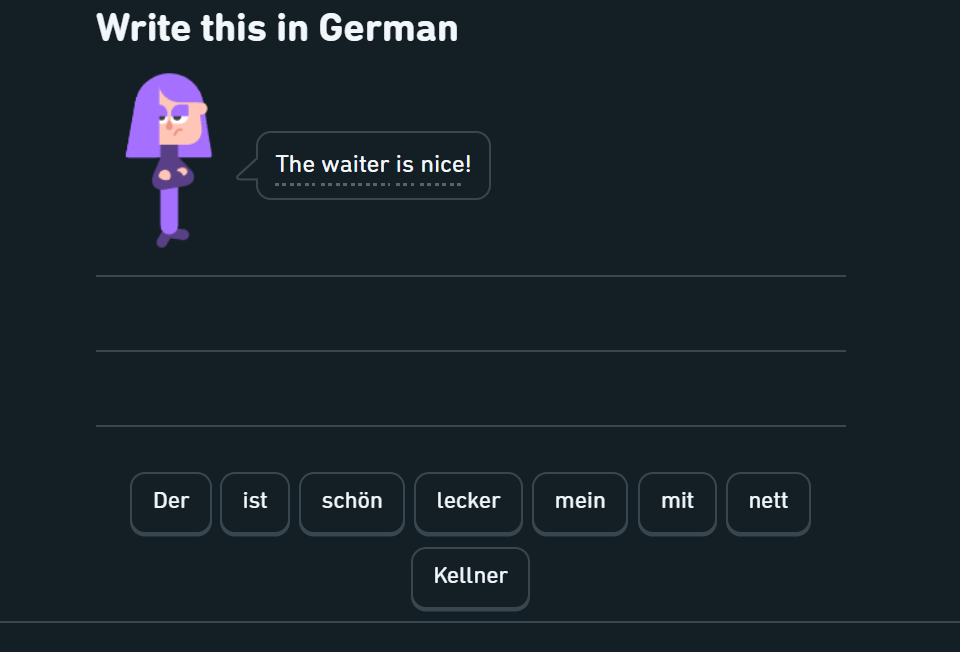 Write this in German
The waiter is nice!
Der ist schön lecker mein mit nett
Kellner